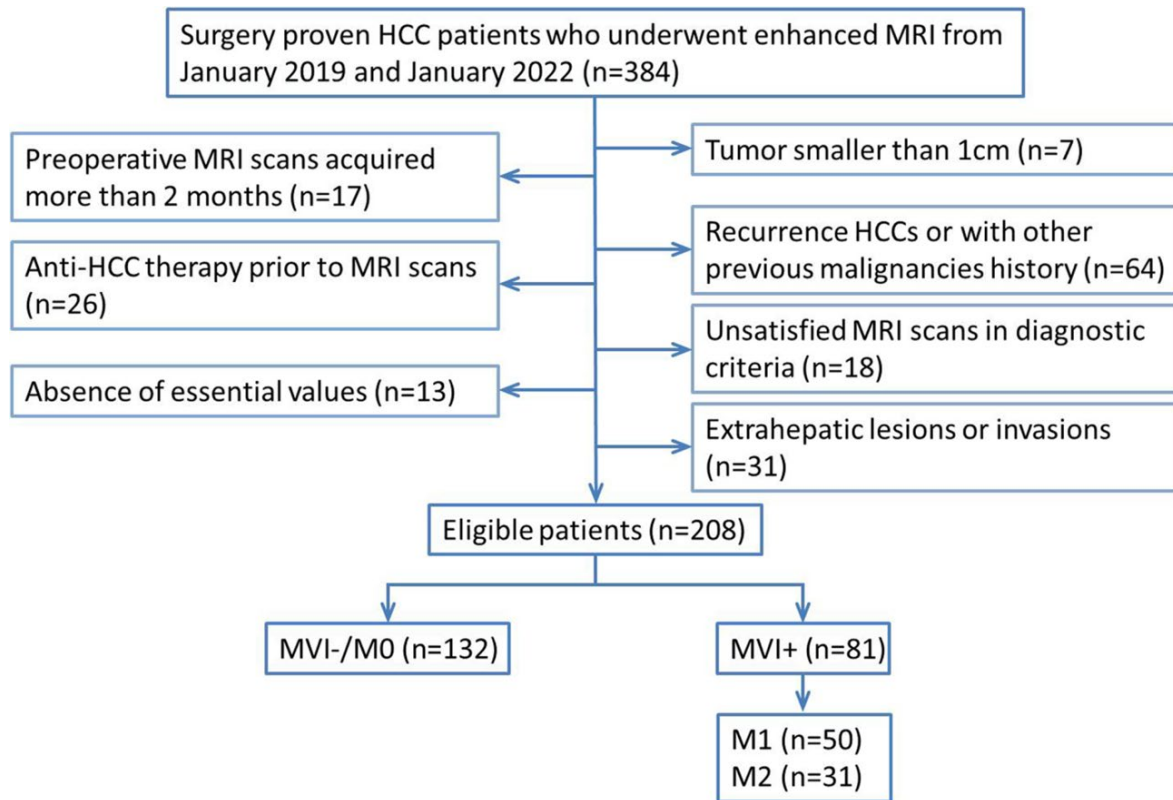 Surgery proven HCC patients who underwent enhanced MRI from
January 2019 and January 2022 (n=384)
Preoperative MRI scans acquired
more than 2 months (n=17)
Anti-HCC therapy prior to MRI scans
(n=26)
Absence of essential values (n=13)
Tumor smaller than 1cm (n=7)
Recurrence HCCs or with other
previous malignancies history (n=64)
Unsatisfied MRI scans in diagnostic
criteria (n=18)
Extrahepatic lesions or invasions
(n=31)
Eligible patients (n=208)
MVI-/M0 (n=132)
MVI+ (n=81)
M1 (n=50)
M2 (n=31)